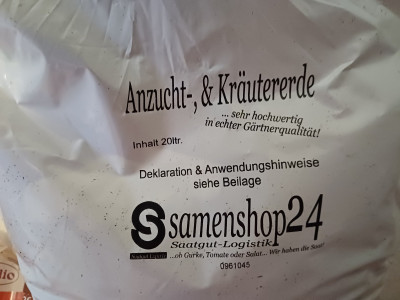 Anzucht-, & Kräutererde
... sehr hochwertig
in echter Gärtnerqualität!
Inhalt 20ltr.
Deklaration & Anwendungshinweise
siehe Beilage
samenshop24
Saatgut-Logistik
...ob Gurke, Tomate oder Salat... Wir haben die Saat!
0961045